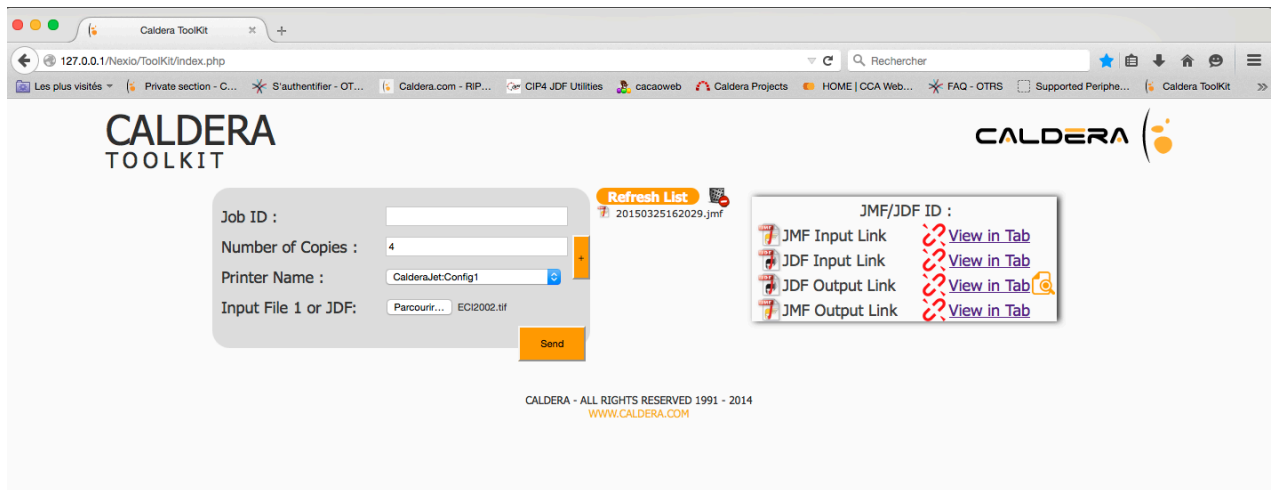 Caldera ToolKit
127.0.0.1/Nexio/ToolKit/index.php
Rechercher
Les plus visités
Private section - C...
S'authentifier - OT...
Caldera.com - RIP...
CIP4 JDF Utilities
cacaoweb
Caldera Projects
HOME | CCA Web...
FAQ - OTRS
Supported Periphe...
Caldera ToolKit
CALDERA
TOOLKIT
CALDERA
Job ID :
Number of Copies :
4
Printer Name :
CalderaJet:Config1
Input File 1 or JDF:
Parcourir... ECI2002.tif
+
Send
Refresh List
20150325162029.jmf
JMF/JDF ID :
JMF Input Link View in Tab
JDF Input Link View in Tab
JDF Output Link View in Tab
JMF Output Link View in Tab
CALDERA - ALL RIGHTS RESERVED 1991 - 2014
WWW.CALDERA.COM